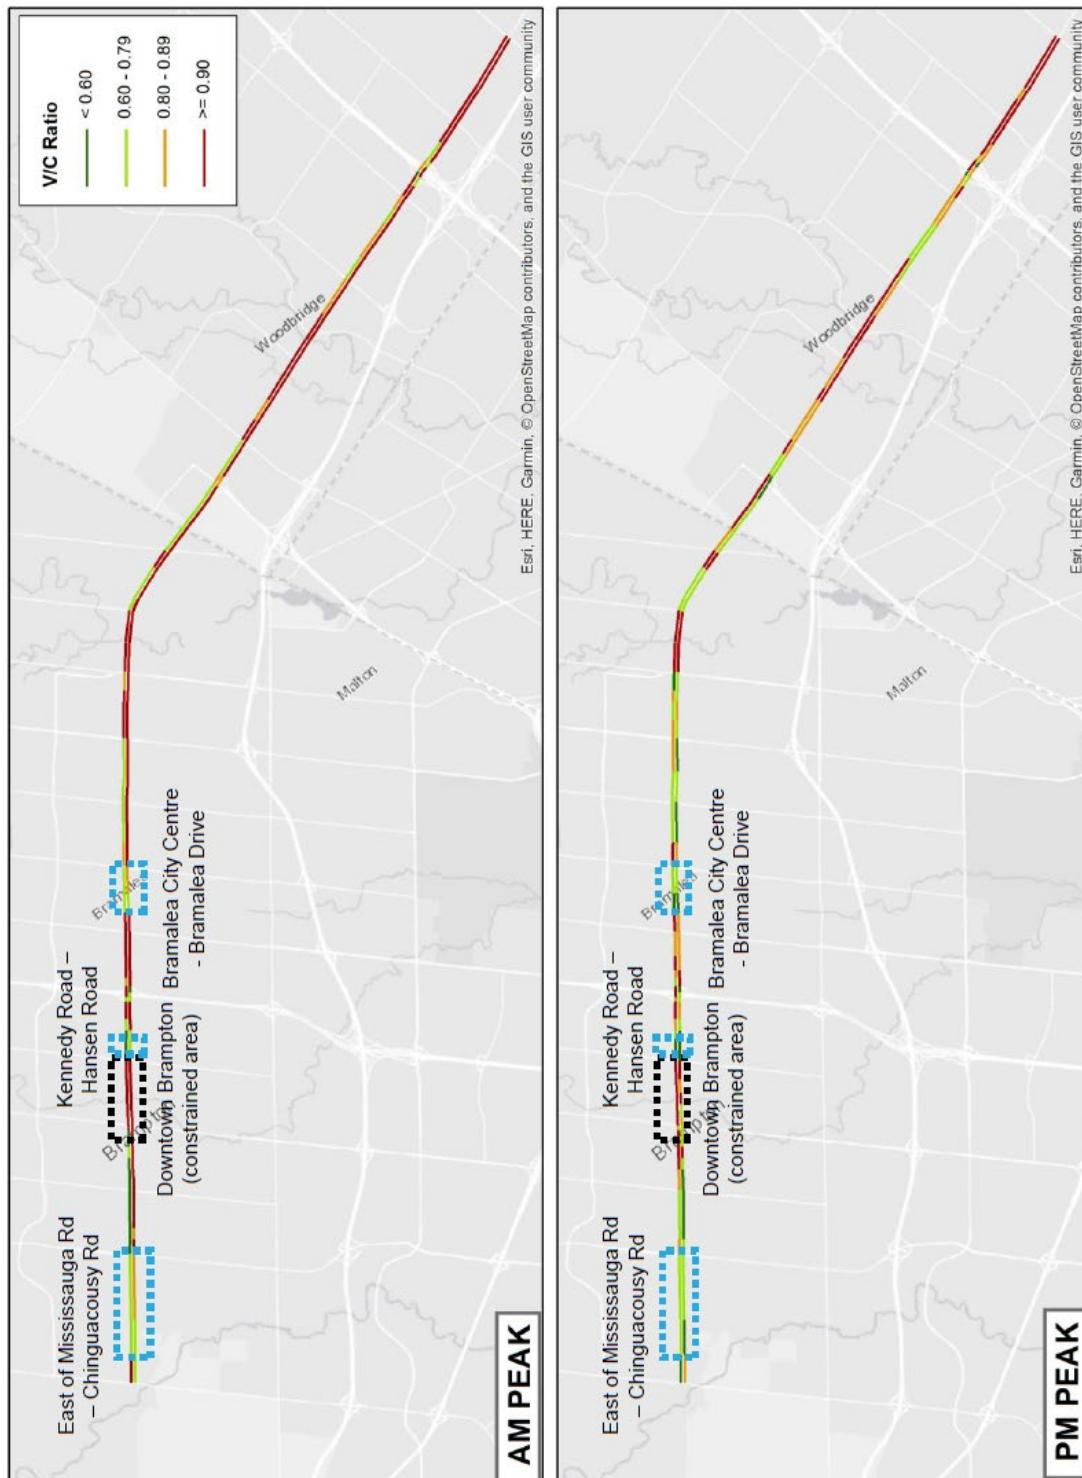 V/C Ratio
< 0.60
0.60 - 0.79
0.80 - 0.89
>= 0.90
Woodbridge
Malton
Bramalea
Brampton
Kennedy Road –
Hansen Road
Bramalea City Centre
- Bramalea Drive
Downtown Brampton
(constrained area)
East of Mississauga Rd
– Chinguacousy Rd
AM PEAK
Esri, HERE, Garmin, © OpenStreetMap contributors, and the GIS user community
Woodbridge
Malton
Bramalea
Brampton
Kennedy Road –
Hansen Road
Bramalea City Centre
- Bramalea Drive
Downtown Brampton
(constrained area)
East of Mississauga Rd
– Chinguacousy Rd
PM PEAK
Esri, HERE, Garmin, © OpenStreetMap contributors, and the GIS user community